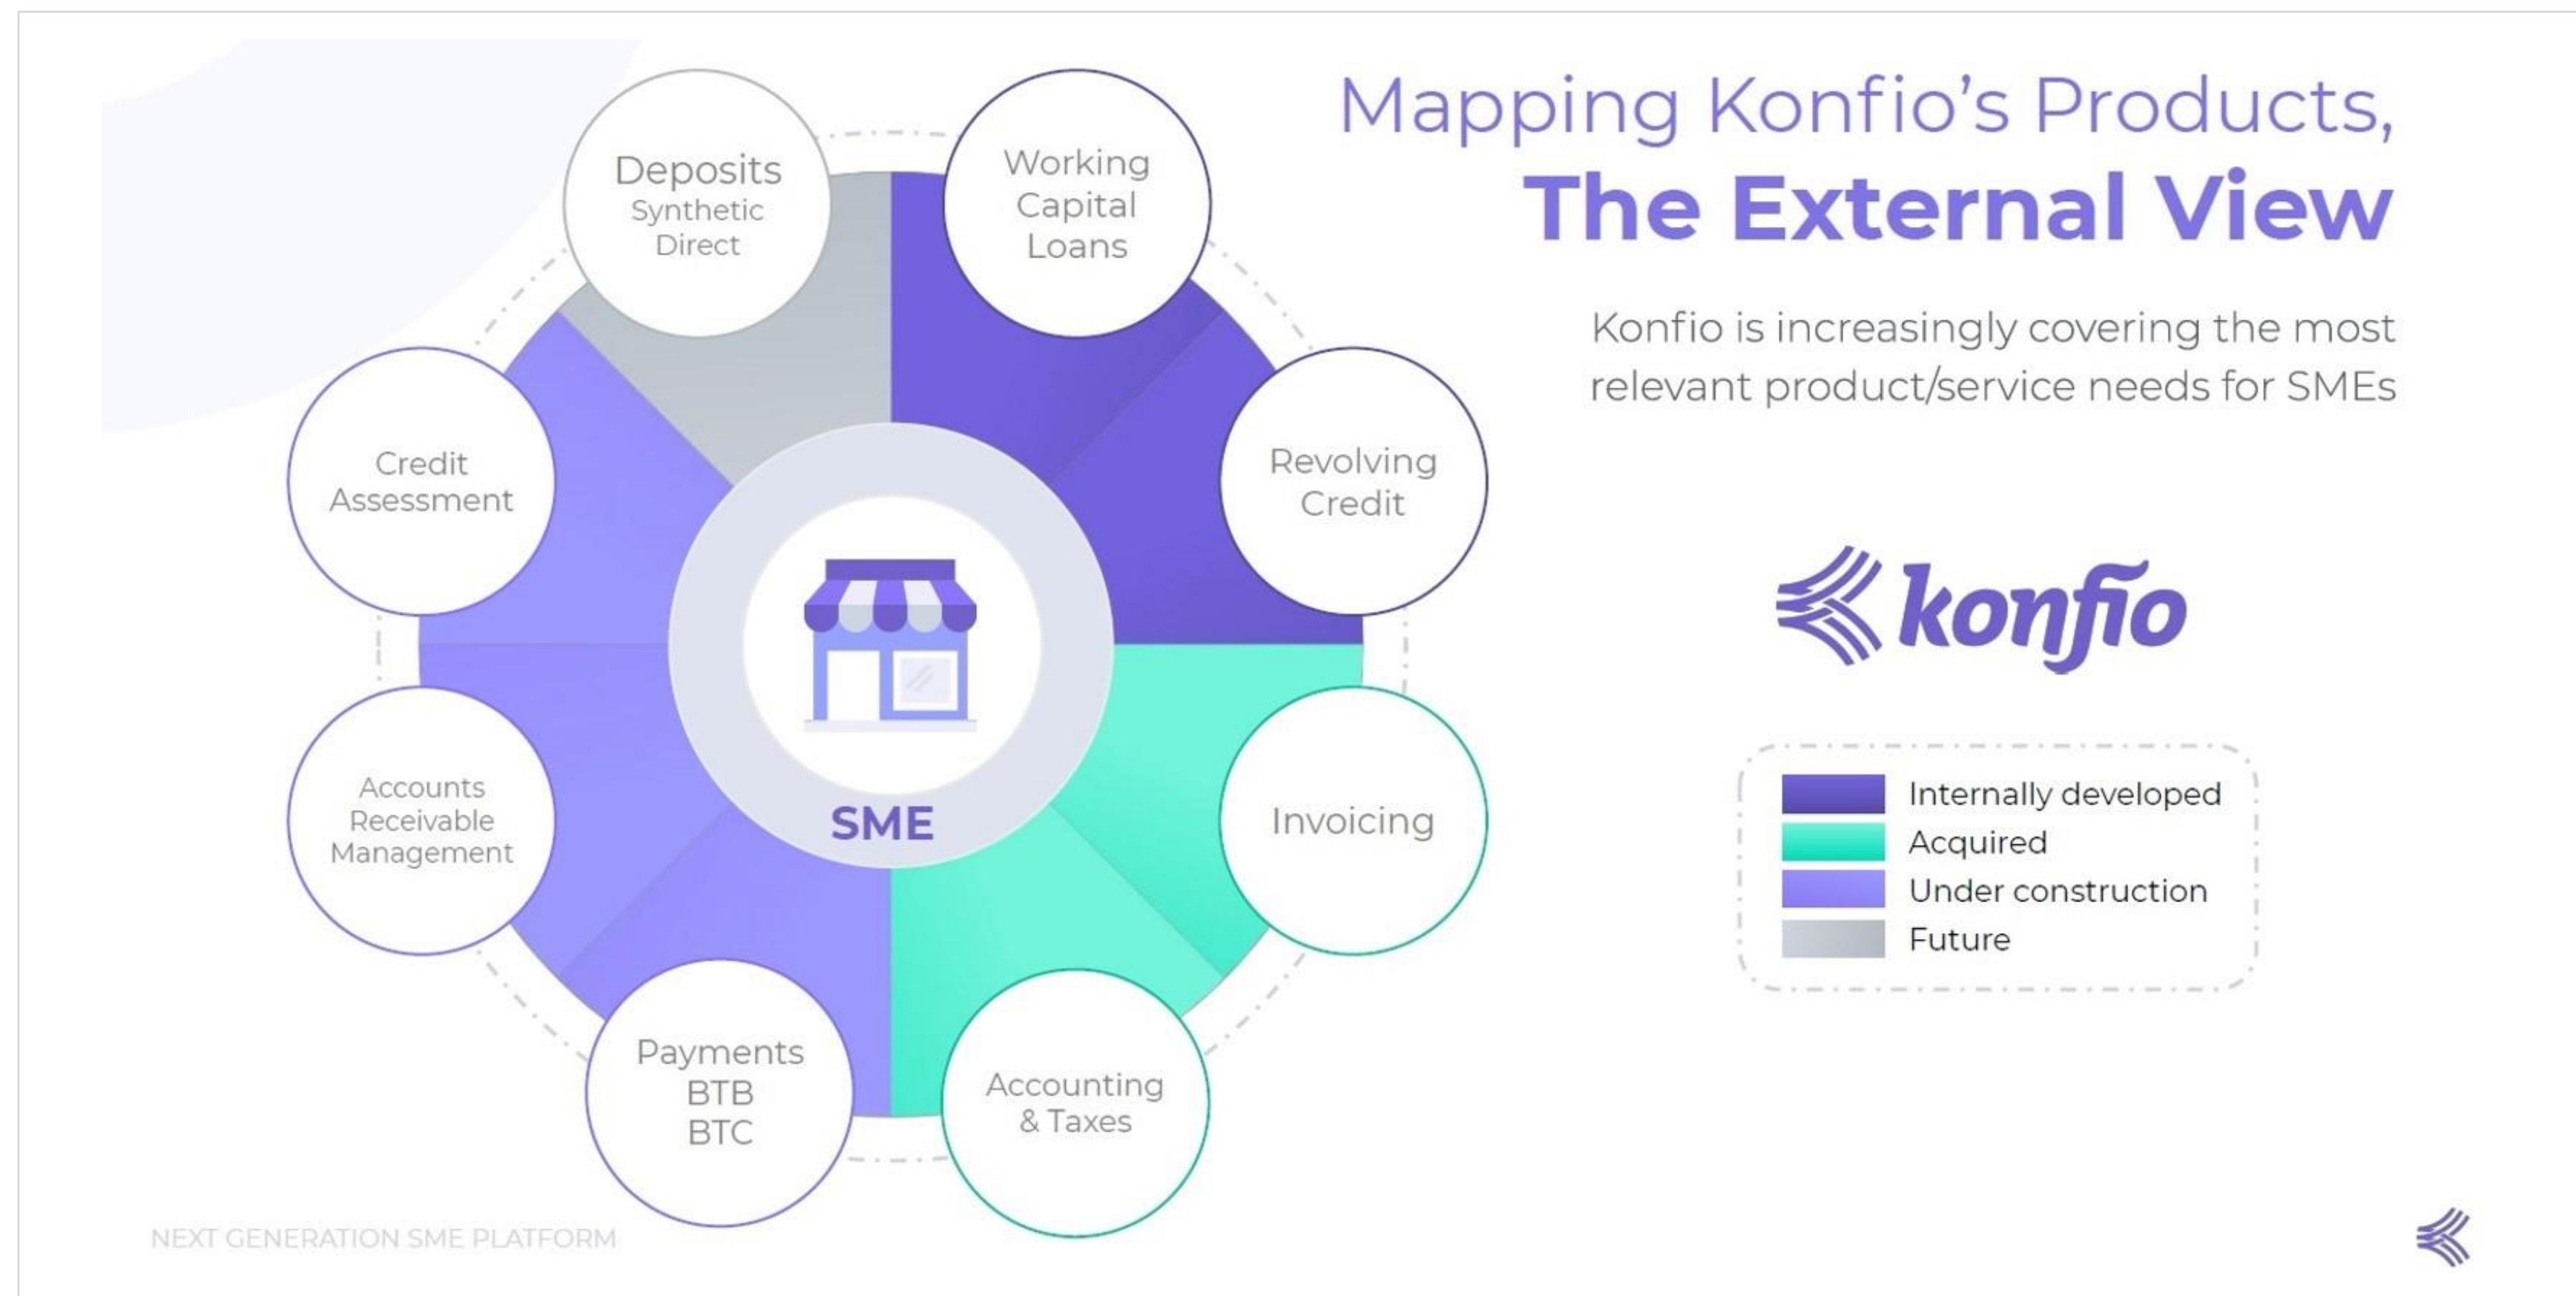 Mapping Konfio's Products,
The External View
Konfio is increasingly covering the most
relevant product/service needs for SMEs
Deposits
Synthetic
Direct
Working
Capital
Loans
Revolving
Credit
Invoicing
Accounting
& Taxes
Payments
BTB
BTC
Accounts
Receivable
Management
Credit
Assessment
SME
konfio
Internally developed
Acquired
Under construction
Future
NEXT GENERATION SME PLATFORM